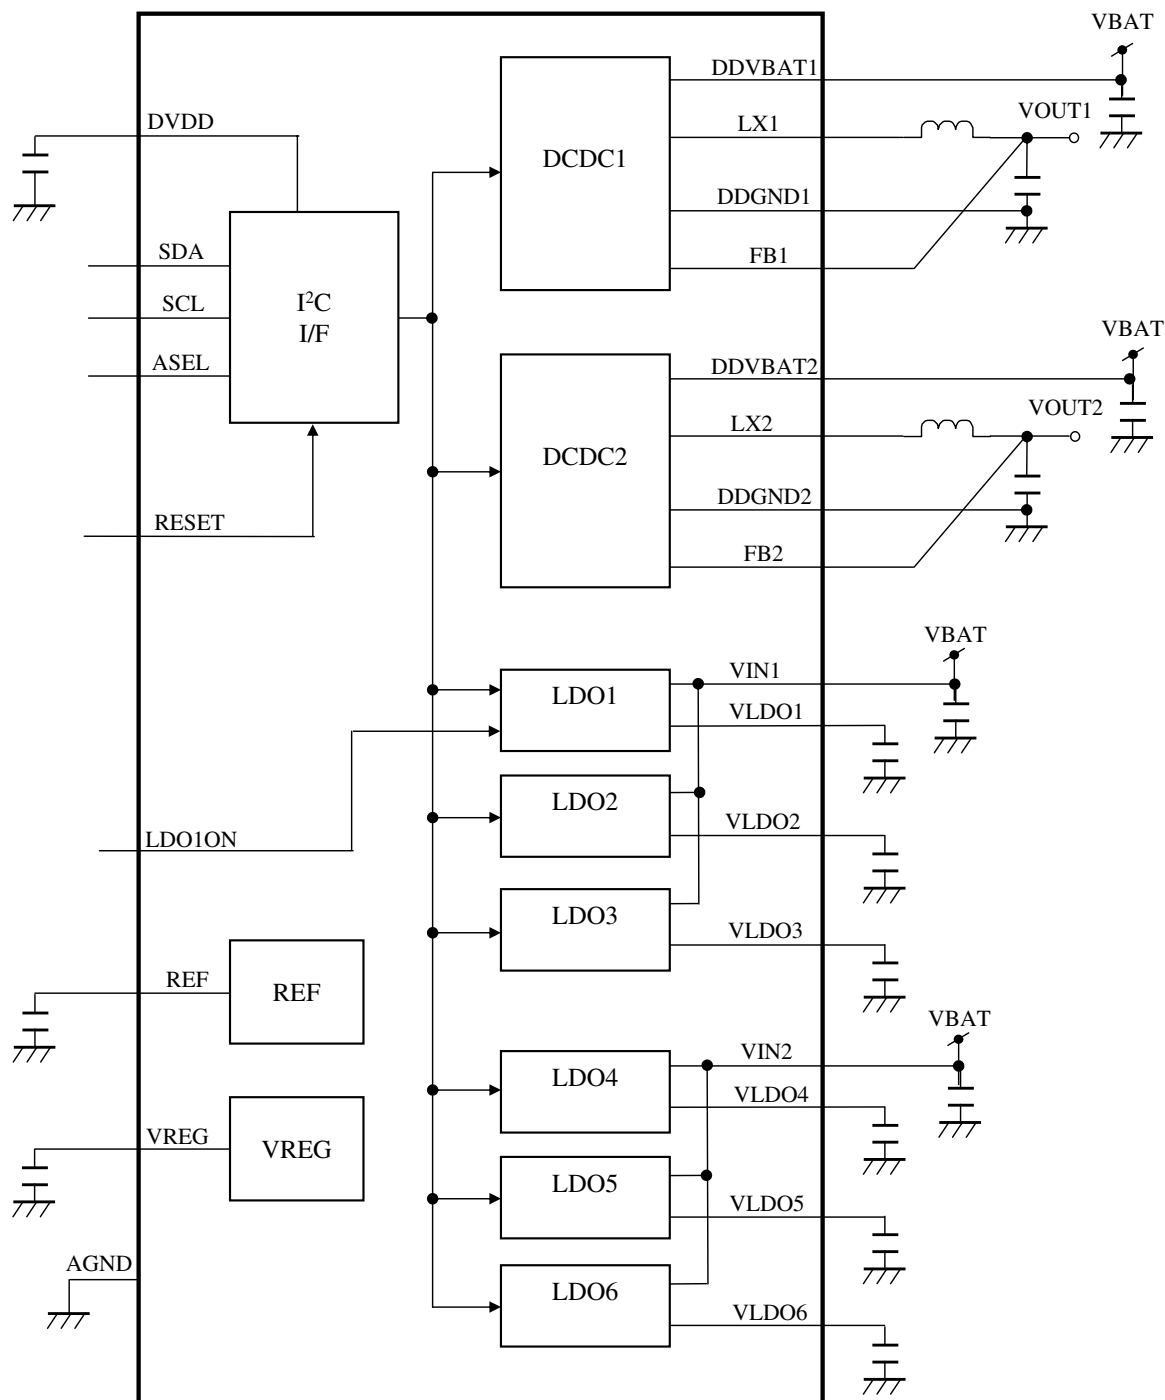 VBAT
DDVBAT1
VOUT1
DVDD
LX1
DCDC1
DDGND1
SDA
FB1
SCL
I²C
I/F
VBAT
ASEL
DDVBAT2
VOUT2
LX2
DCDC2
DDGND2
RESET
FB2
VBAT
VIN1
LDO1
VLDO1
LDO2
VLDO2
LDO1ON
LDO3
VLDO3
REF
REF
VBAT
VIN2
LDO4
VLDO4
VREG
VREG
LDO5
VLDO5
AGND
LDO6
VLDO6